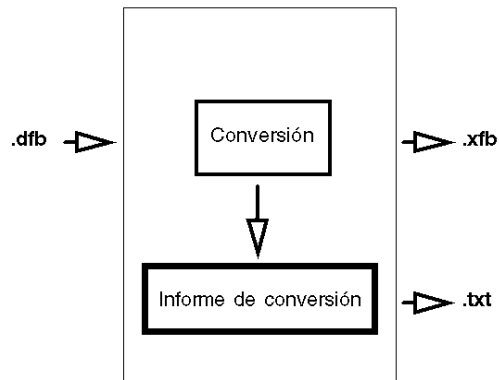 Conversión
.dfb
.xfb
Informe de conversión
.txt